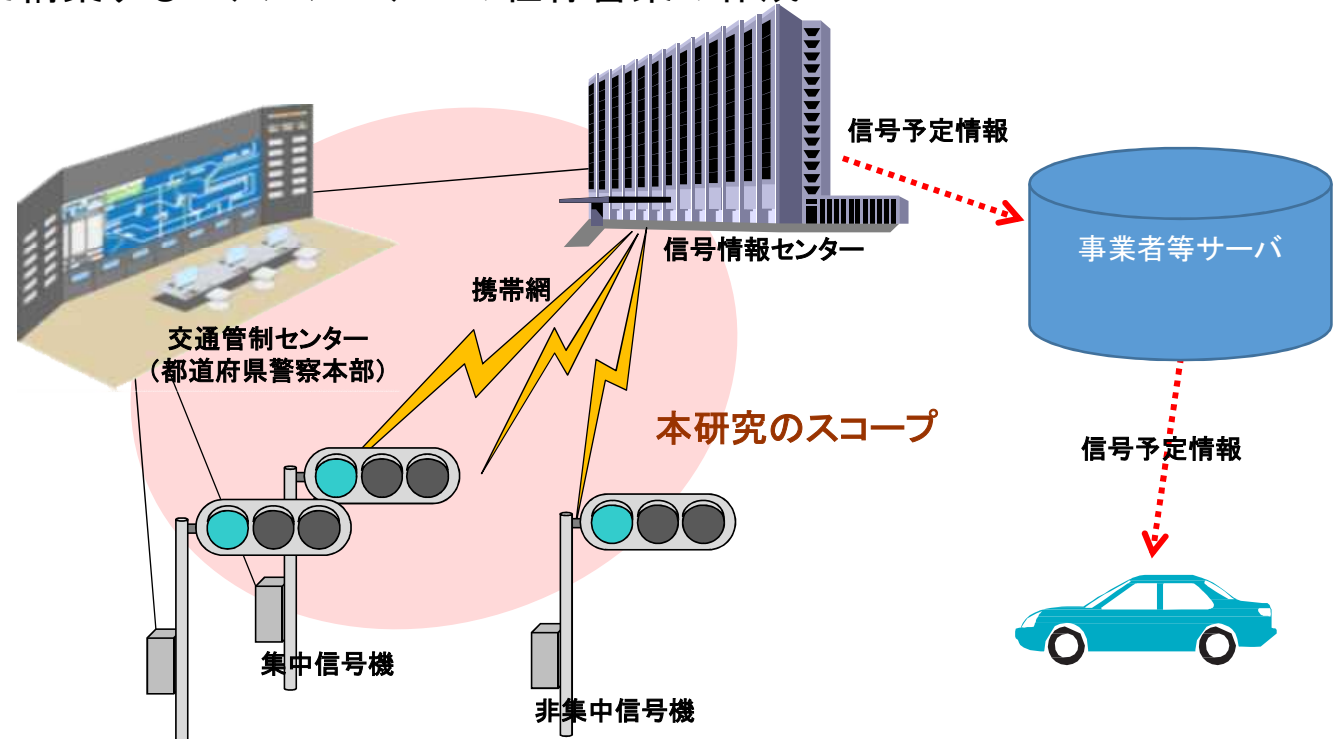 信号予定情報
事業者等サーバ
信号情報センター
携帯網
交通管制センター
（都道府県警察本部）
本研究のスコープ
信号予定情報
集中信号機
非集中信号機